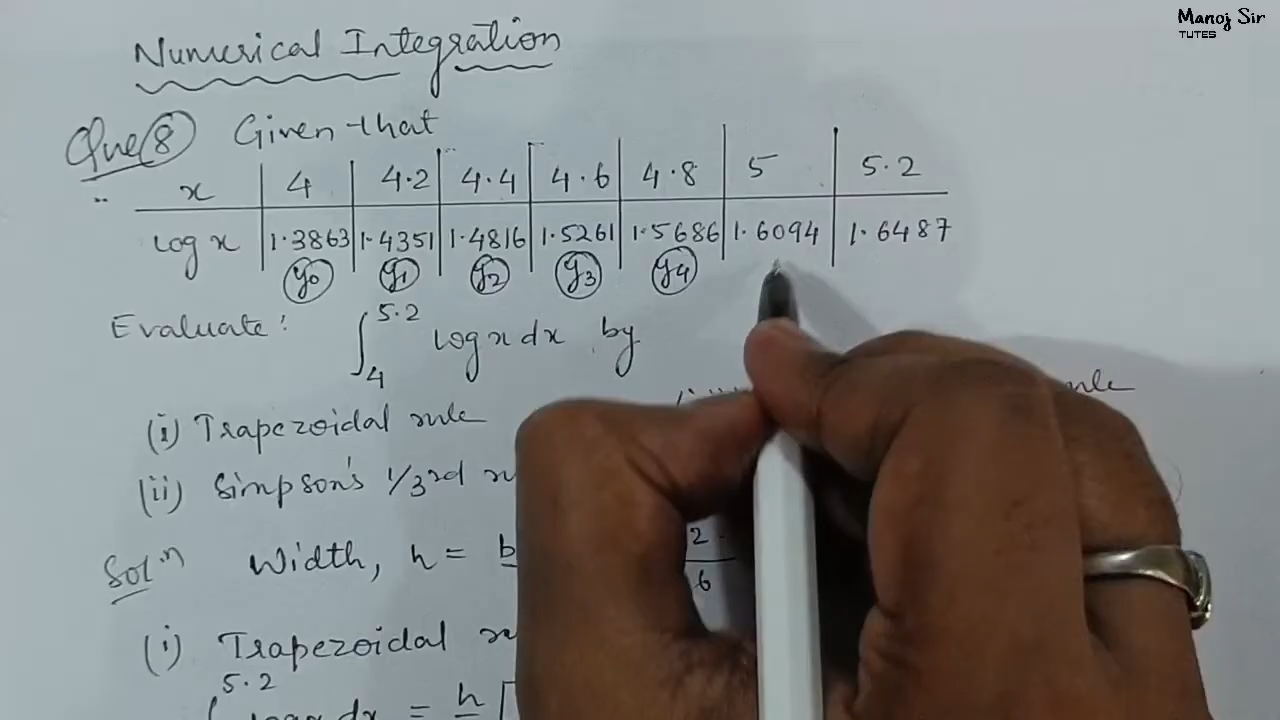 Manoj Sir
TUTES
Numerical Integration
Que 8 Given that
x 4 4.2 4.4 4.6 4.8 5 5.2
log x 1.3863 1.4351 1.4816 1.5261 1.5686 1.6094 1.6487
y0 y1 y2 y3 y4
Evaluate: ∫₄^5.2 log x dx by
(i) Trapezoidal rule
(ii) Simpson's 1/3rd
Solⁿ Width, h =
6
(i) Trapezoidal
5.2
log x dx = h [